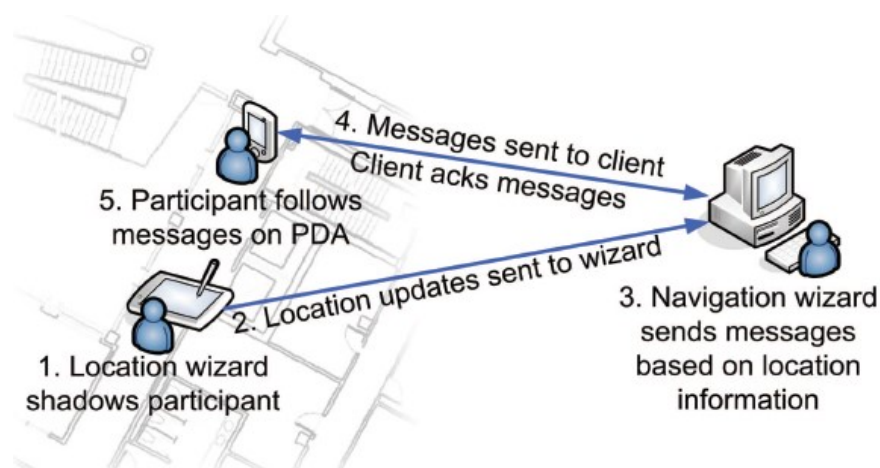 4. Messages sent to client
Client acks messages
5. Participant follows
messages on PDA
2. Location updates sent to wizard
1. Location wizard
shadows participant
3. Navigation wizard
sends messages
based on location
information